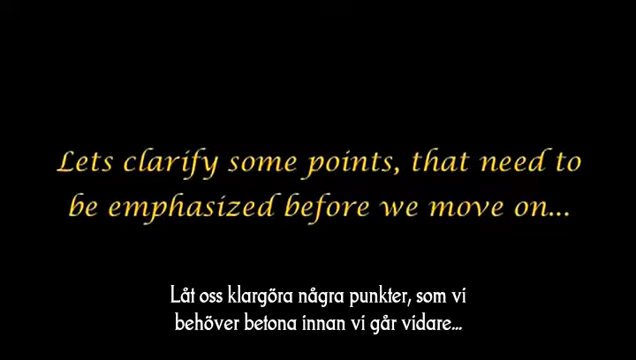 Lets clarify some points, that need to
be emphasized before we move on...
Låt oss klargöra några punkter, som vi
behöver betona innan vi går vidare...